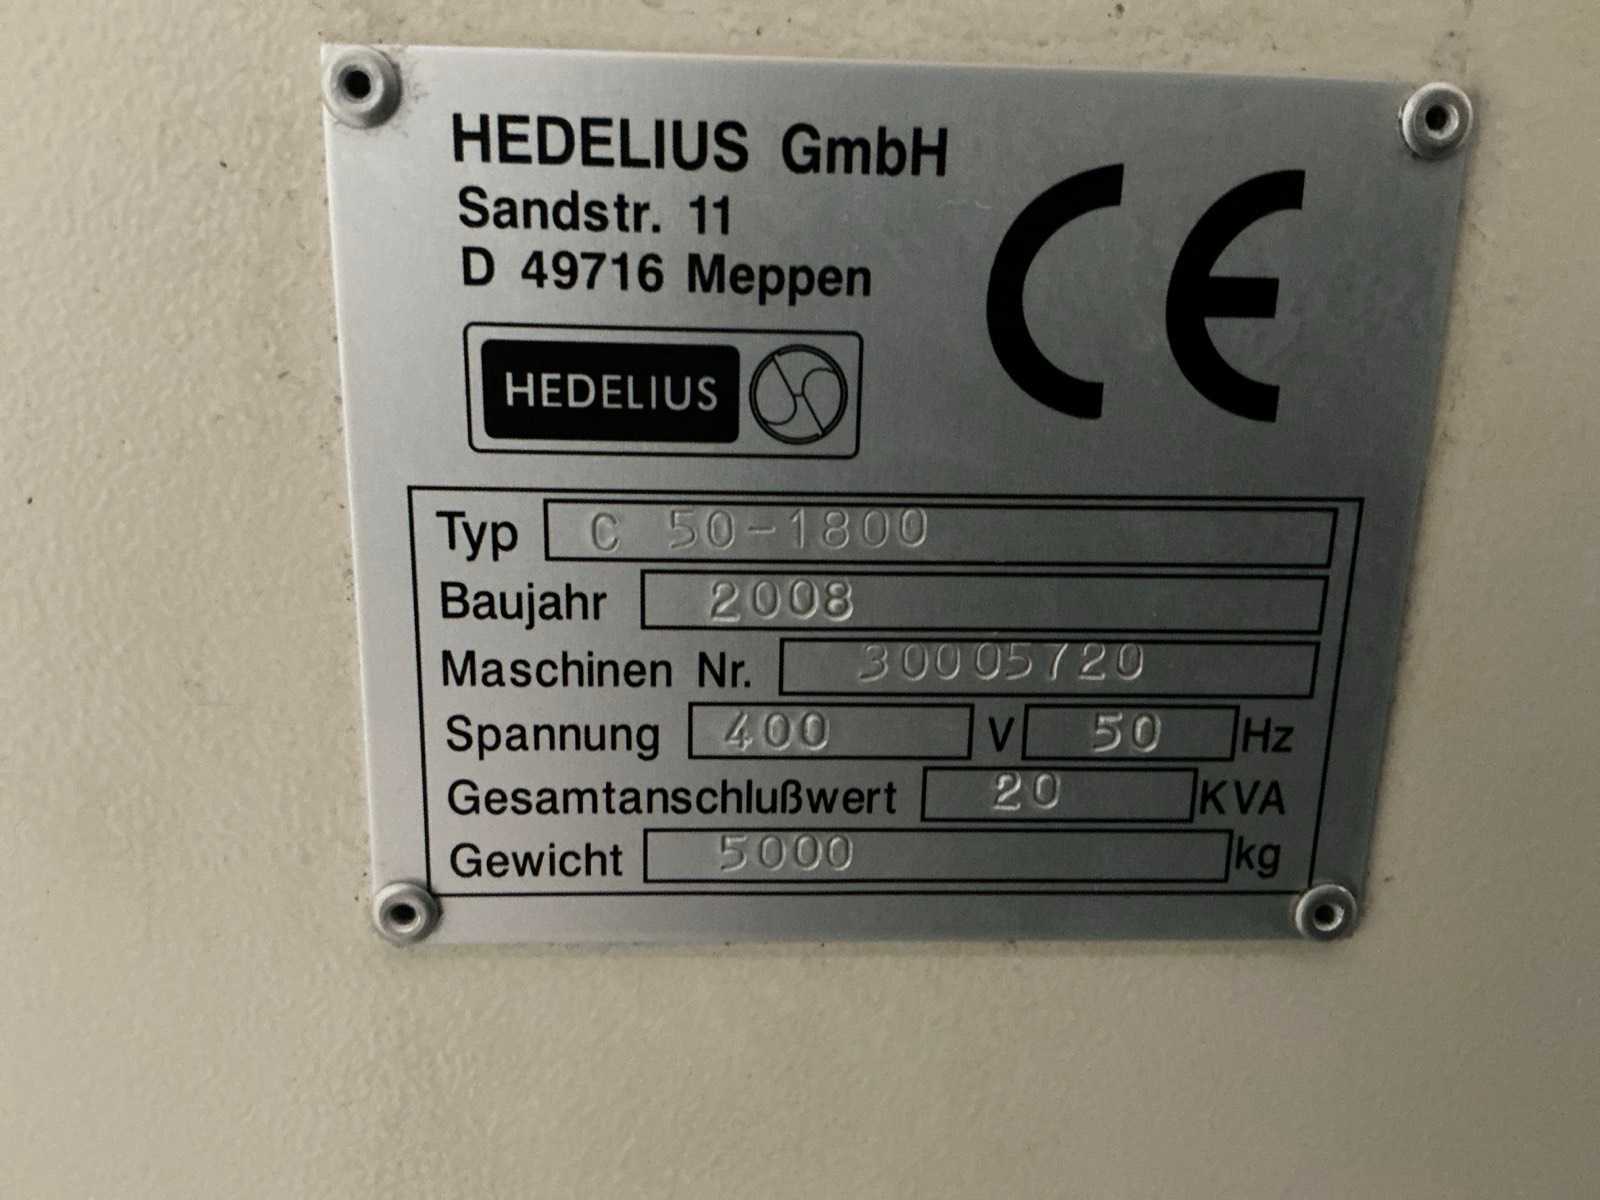 HEDELIUS GmbH
Sandstr. 11
D 49716 Meppen
CE
HEDELIUS
Typ C 50-1800
Baujahr 2008
Maschinen Nr. 30005720
Spannung 400 V 50 Hz
Gesamtanschlußwert 20 KVA
Gewicht 5000 kg